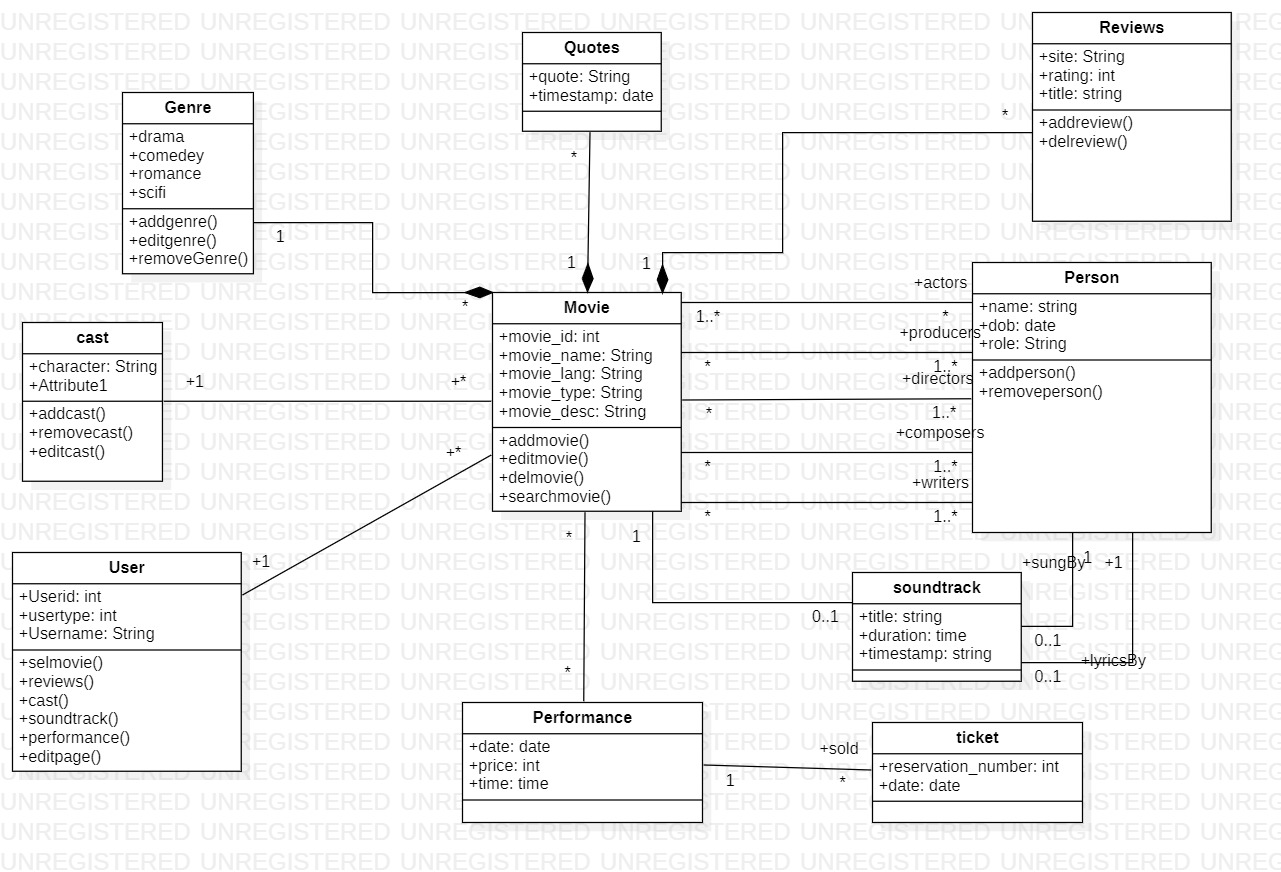 Quotes
+quote: String
+timestamp: date
Reviews
+site: String
+rating: int
+title: string
+addreview()
+delreview()
Genre
+drama
+comedey
+romance
+scifi
+addgenre()
+editgenre()
+removeGenre()
*
*
1
1
1
*
cast
+character: String
+Attribute1
+addcast()
+removecast()
+editcast()
+1
+*
Movie
+movie_id: int
+movie_name: String
+movie_lang: String
+movie_type: String
+movie_desc: String
+addmovie()
+editmovie()
+delmovie()
+searchmovie()
+actors
1..*
*
+producers
*
1..*
+directors
*
1..*
+composers
*
1..*
+writers
*
1..*
Person
+name: string
+dob: date
+role: String
+addperson()
+removeperson()
+*
+1
User
+Userid: int
+usertype: int
+Username: String
+selmovie()
+reviews()
+cast()
+soundtrack()
+performance()
+editpage()
*
1
+sungBy
1
+1
soundtrack
+title: string
+duration: time
+timestamp: string
0..1
0..1
+lyricsBy
0..1
*
Performance
+date: date
+price: int
+time: time
+sold
1
*
ticket
+reservation_number: int
+date: date
UNREGISTERED